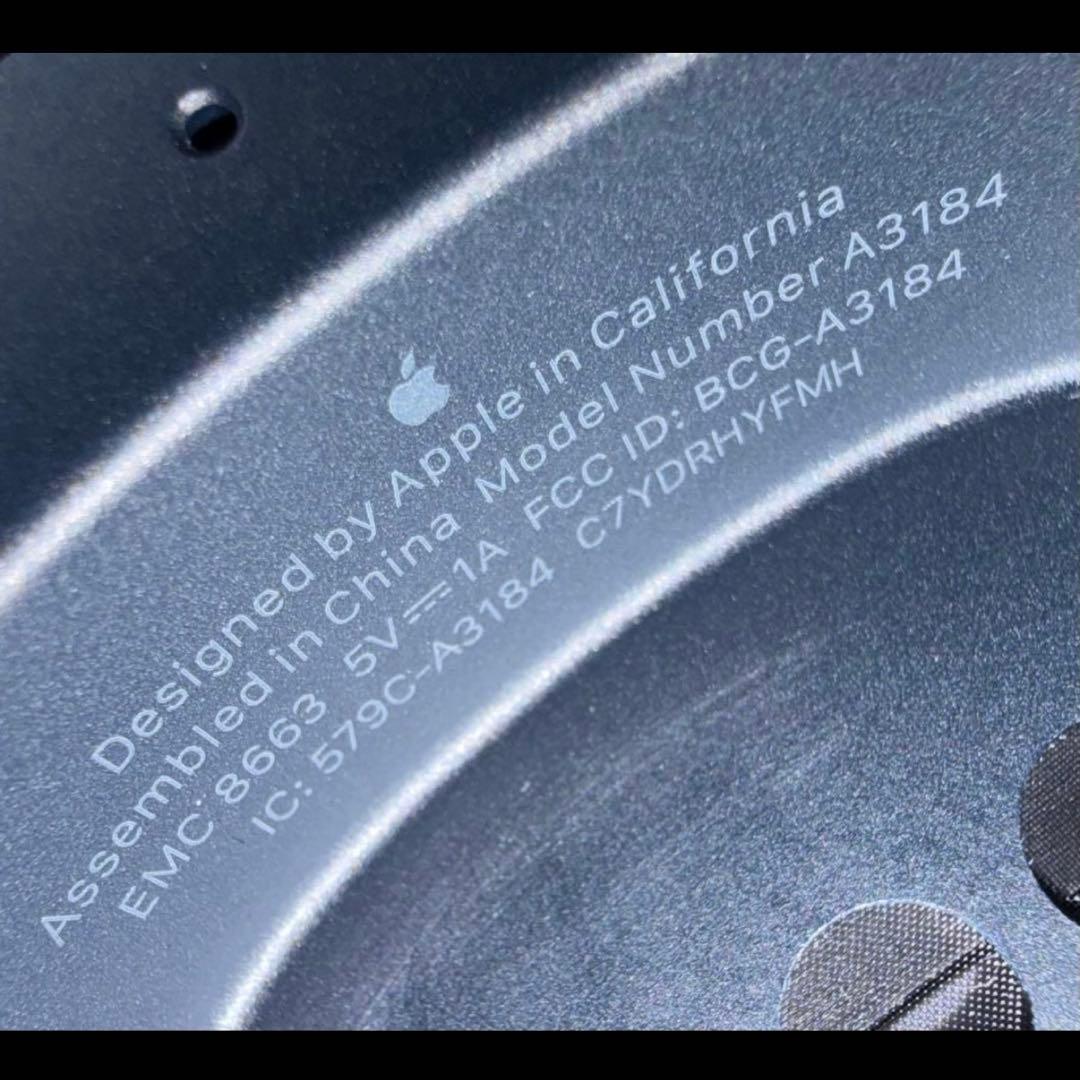 Designed by Apple in California
Assembled in China Model Number A3184
EMC 8663 5V⎓1A FCC ID: BCG-A3184
IC: 579C-A3184 C7YDRHYFMH